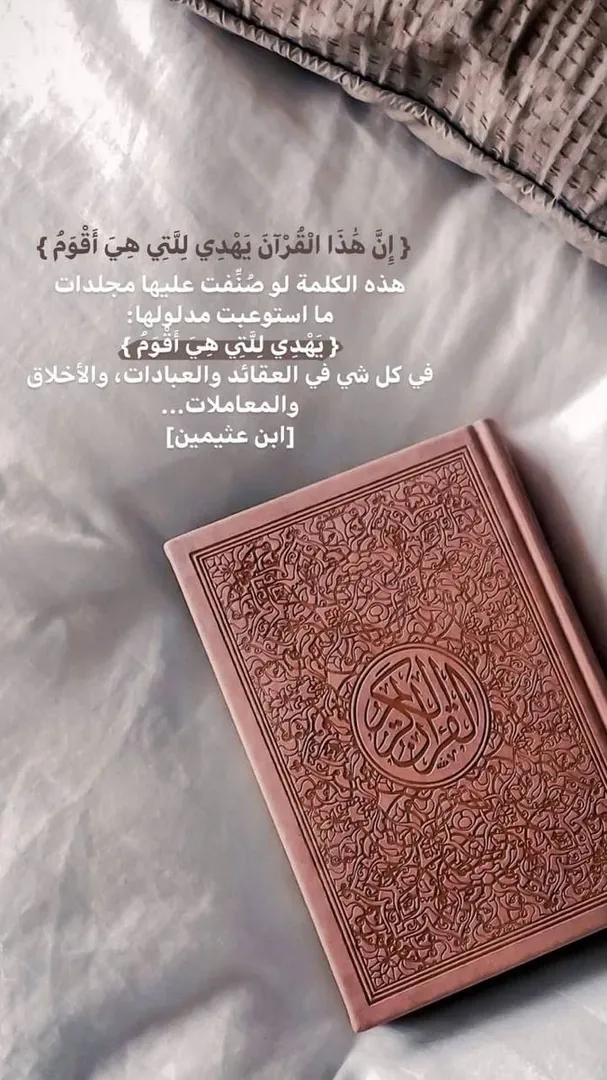 { إِنَّ هَٰذَا الْقُرْآنَ يَهْدِي لِلَّتِي هِيَ أَقْوَمُ }
هذه الكلمة لو صُنِّفت عليها مجلدات
ما استوعبت مدلولها:
{ يَهْدِي لِلَّتِي هِيَ أَقْوَمُ }
في كل شي في العقائد والعبادات، والأخلاق
والمعاملات...
[ابن عثيمين]
القرآن الكريم